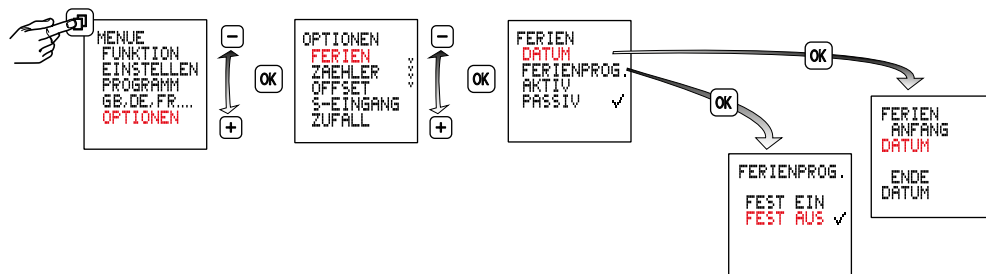 MENUE
FUNKTION
EINSTELLEN
PROGRAMM
GB,DE,FR....
OPTIONEN
−
+
OK
OPTIONEN
FERIEN
ZAEHLER
OFFSET
S-EINGANG
ZUFALL
−
+
OK
FERIEN
DATUM
FERIENPROG.
AKTIV
PASSIV ✓
OK
OK
FERIENPROG.
FEST EIN
FEST AUS ✓
FERIEN
ANFANG
DATUM
ENDE
DATUM